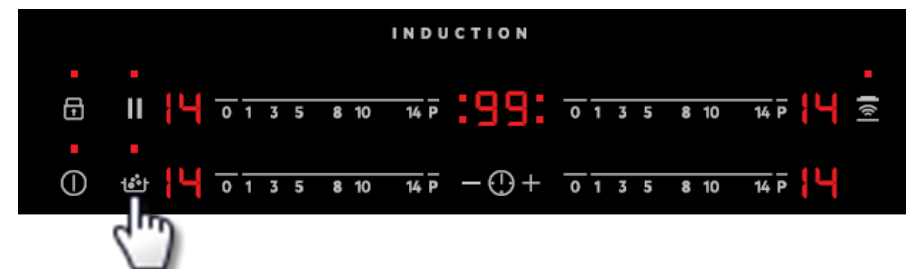 INDUCTION
14 0 1 3 5 8 10 14 P :99: 0 1 3 5 8 10 14 P 14
14 0 1 3 5 8 10 14 P − + 0 1 3 5 8 10 14 P 14